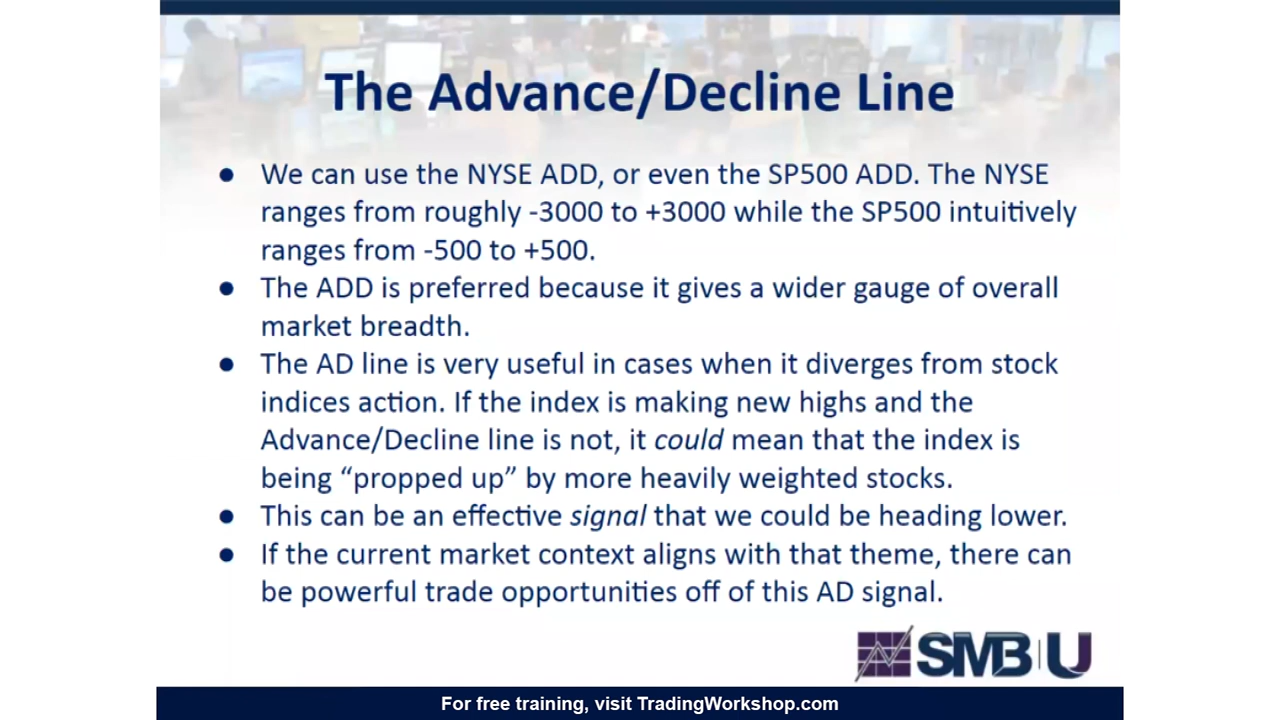 The Advance/Decline Line
● We can use the NYSE ADD, or even the SP500 ADD. The NYSE
ranges from roughly -3000 to +3000 while the SP500 intuitively
ranges from -500 to +500.
● The ADD is preferred because it gives a wider gauge of overall
market breadth.
● The AD line is very useful in cases when it diverges from stock
indices action. If the index is making new highs and the
Advance/Decline line is not, it could mean that the index is
being “propped up” by more heavily weighted stocks.
● This can be an effective signal that we could be heading lower.
● If the current market context aligns with that theme, there can
be powerful trade opportunities off of this AD signal.
SMB U
For free training, visit TradingWorkshop.com